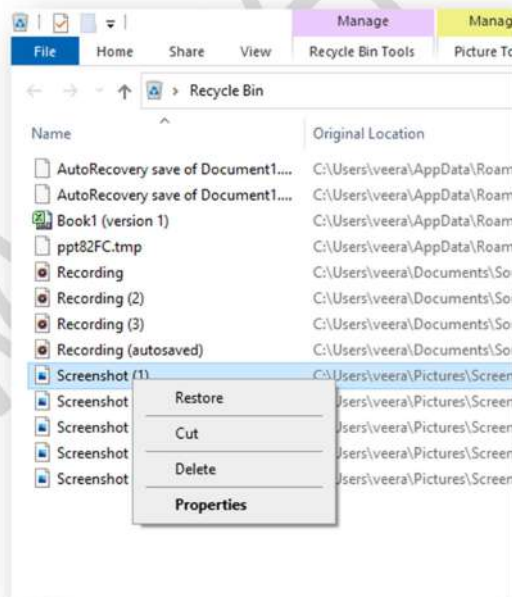 Manage Manag
File Home Share View Recycle Bin Tools Picture To
Recycle Bin
Name Original Location
AutoRecovery save of Document1.... C:\Users\veera\AppData\Roam
AutoRecovery save of Document1.... C:\Users\veera\AppData\Roam
Book1 (version 1) C:\Users\veera\AppData\Roam
ppt82FC.tmp C:\Users\veera\AppData\Roam
Recording C:\Users\veera\Documents\So
Recording (2) C:\Users\veera\Documents\So
Recording (3) C:\Users\veera\Documents\So
Recording (autosaved) C:\Users\veera\Documents\So
Screenshot (1) C:\Users\veera\Pictures\Screen
Restore
Screenshot Jsers\veera\Pictures\Screen
Screenshot Jsers\veera\Pictures\Screen
Cut
Screenshot Jsers\veera\Pictures\Screen
Delete
Screenshot Jsers\veera\Pictures\Screen
Properties